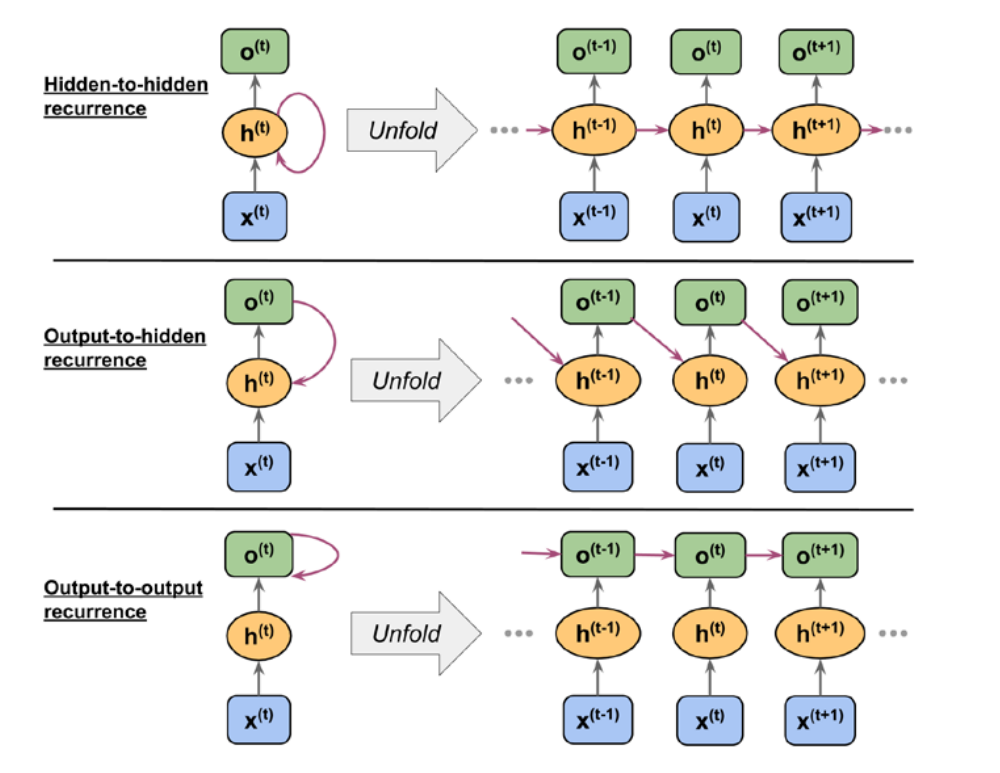 o(t)
o(t-1) o(t) o(t+1)
Hidden-to-hidden
recurrence
h(t)
Unfold
h(t-1) h(t) h(t+1)
x(t)
x(t-1) x(t) x(t+1)
o(t)
o(t-1) o(t) o(t+1)
Output-to-hidden
recurrence
h(t)
Unfold
h(t-1) h(t) h(t+1)
x(t)
x(t-1) x(t) x(t+1)
o(t)
o(t-1) o(t) o(t+1)
Output-to-output
recurrence
h(t)
Unfold
h(t-1) h(t) h(t+1)
x(t)
x(t-1) x(t) x(t+1)